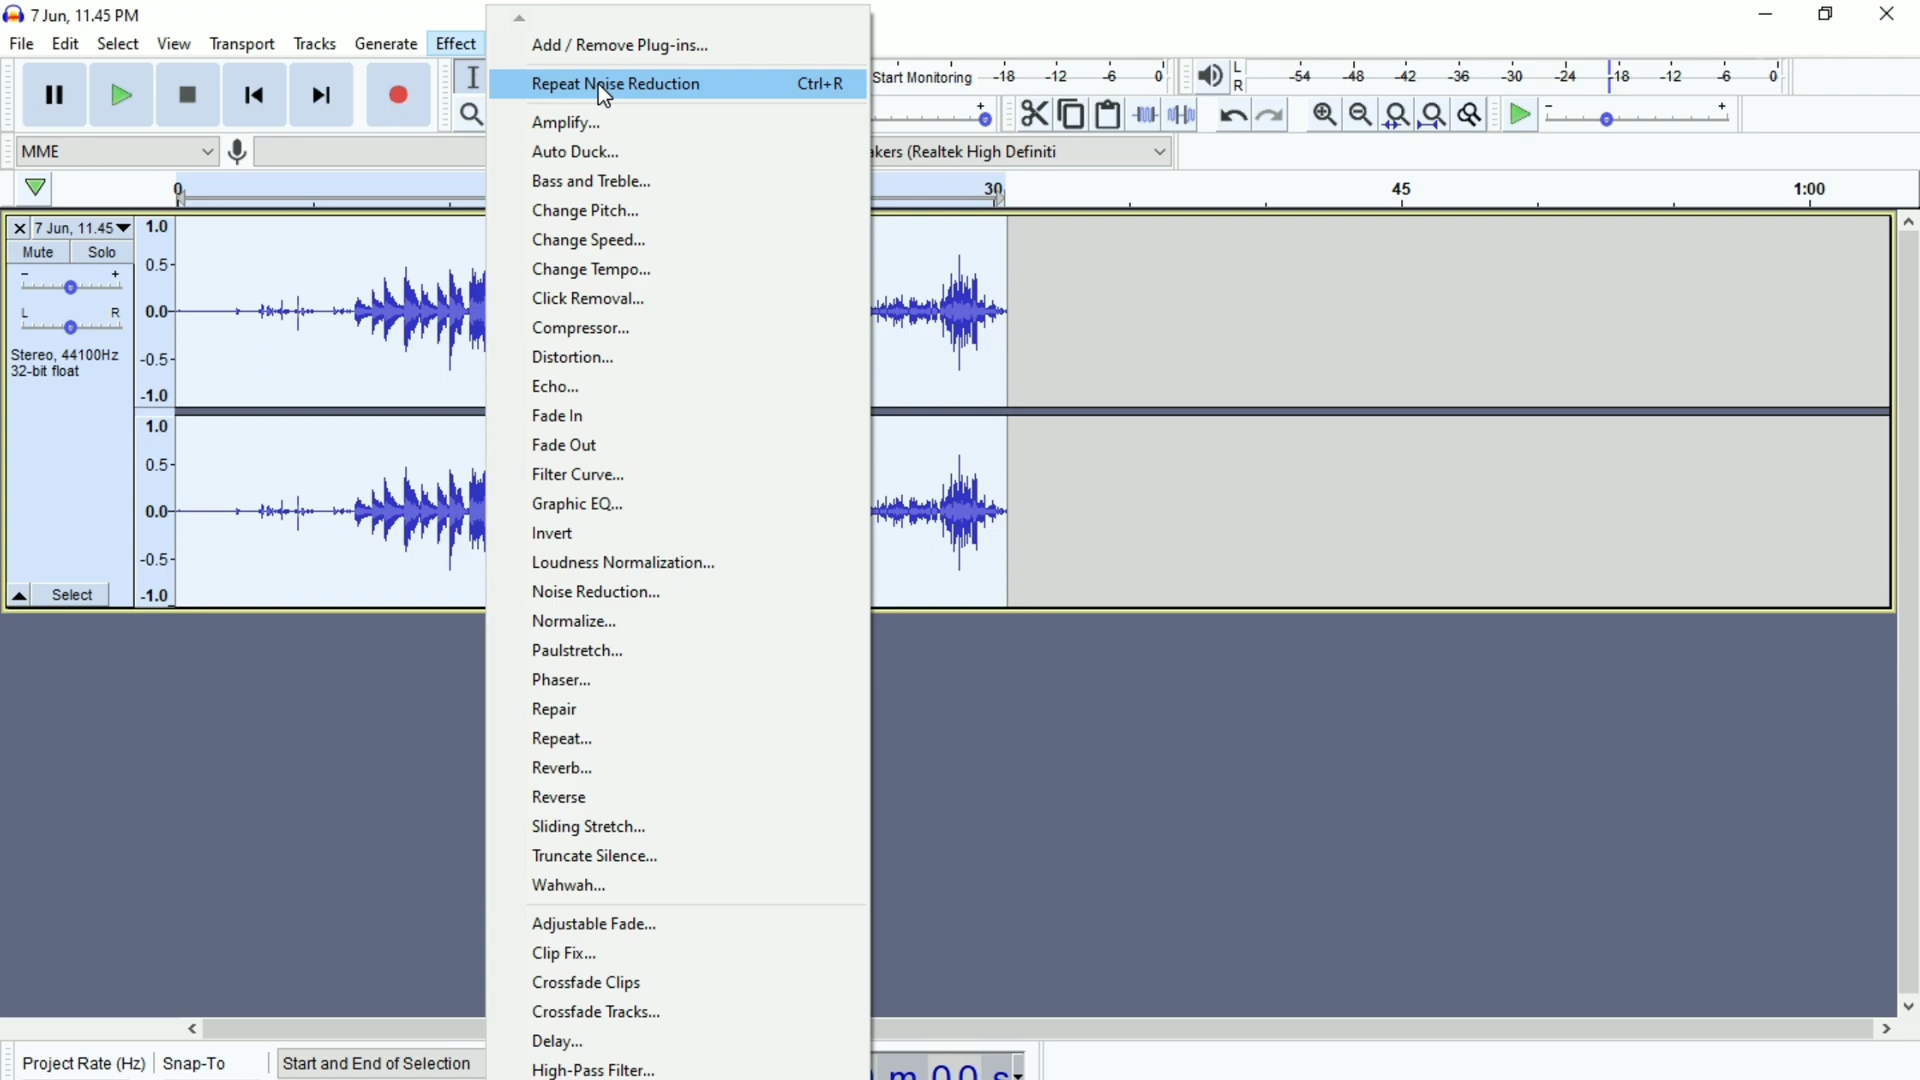 7 Jun, 11.45 PM
File Edit Select View Transport Tracks Generate Effect
Add / Remove Plug-ins...
Repeat Noise Reduction Ctrl+R
Amplify...
Auto Duck...
Bass and Treble...
Change Pitch...
Change Speed...
Change Tempo...
Click Removal...
Compressor...
Distortion...
Echo...
Fade In
Fade Out
Filter Curve...
Graphic EQ...
Invert
Loudness Normalization...
Noise Reduction...
Normalize...
Paulstretch...
Phaser...
Repair
Repeat...
Reverb...
Reverse
Sliding Stretch...
Truncate Silence...
Wahwah...
Adjustable Fade...
Clip Fix...
Crossfade Clips
Crossfade Tracks...
Delay...
High-Pass Filter...
Start Monitoring -18 -12 -6 0
L
R
-54 -48 -42 -36 -30 -24 -18 -12 -6 0
- +
MME
akers (Realtek High Definiti
0 30 45 1:00
7 Jun, 11.45
Mute Solo
- +
L R
Stereo, 44100Hz
32-bit float
Select
1.0
0.5-
0.0-
-0.5-
-1.0
1.0
0.5-
0.0-
-0.5-
-1.0
Project Rate (Hz) Snap-To Start and End of Selection
m 00 s